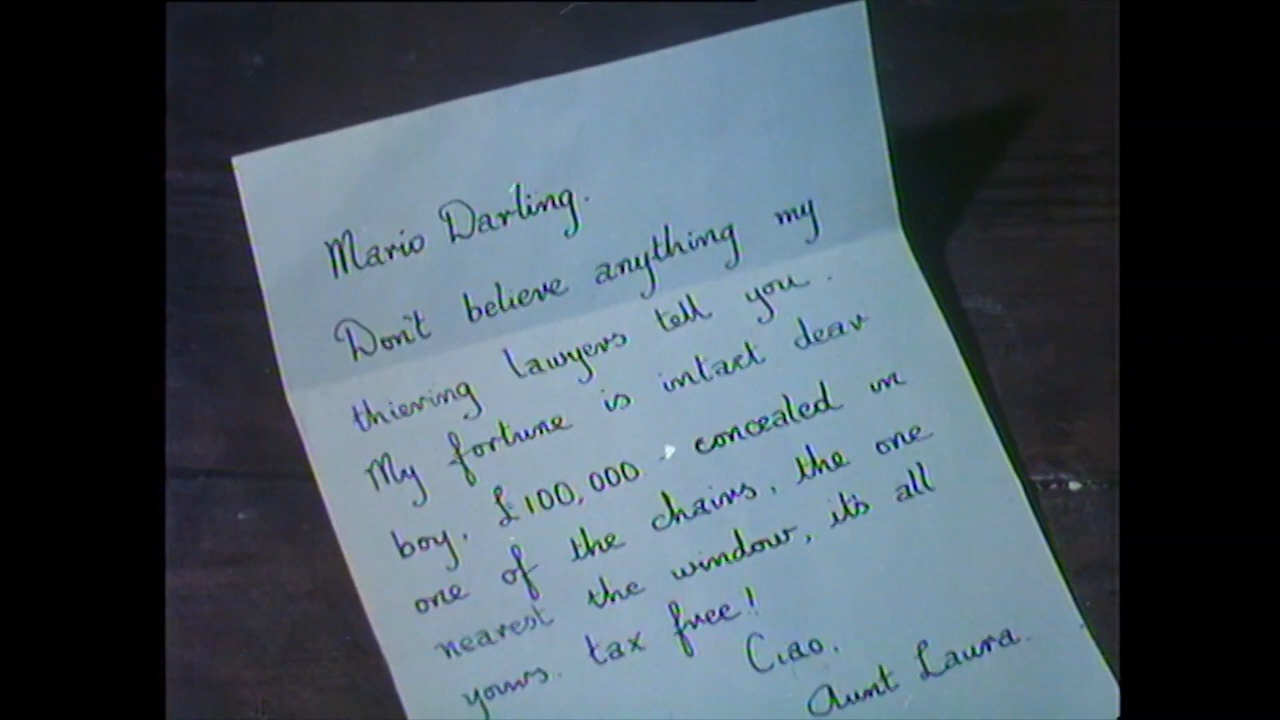 Mario Darling.
Don't believe anything my
thieving lawyers tell you.
My fortune is intact dear
boy. £100,000 concealed in
one of the chairs, the one
nearest the window, it's all
yours. tax free!
Ciao.
Aunt Laura.